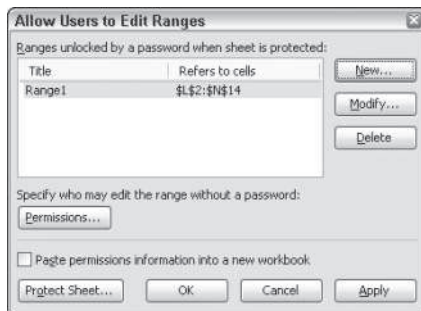 Allow Users to Edit Ranges
Ranges unlocked by a password when sheet is protected:
Title Refers to cells
Range1 $L$2:$N$14
New...
Modify...
Delete
Specify who may edit the range without a password:
Permissions...
Paste permissions information into a new workbook
Protect Sheet... OK Cancel Apply